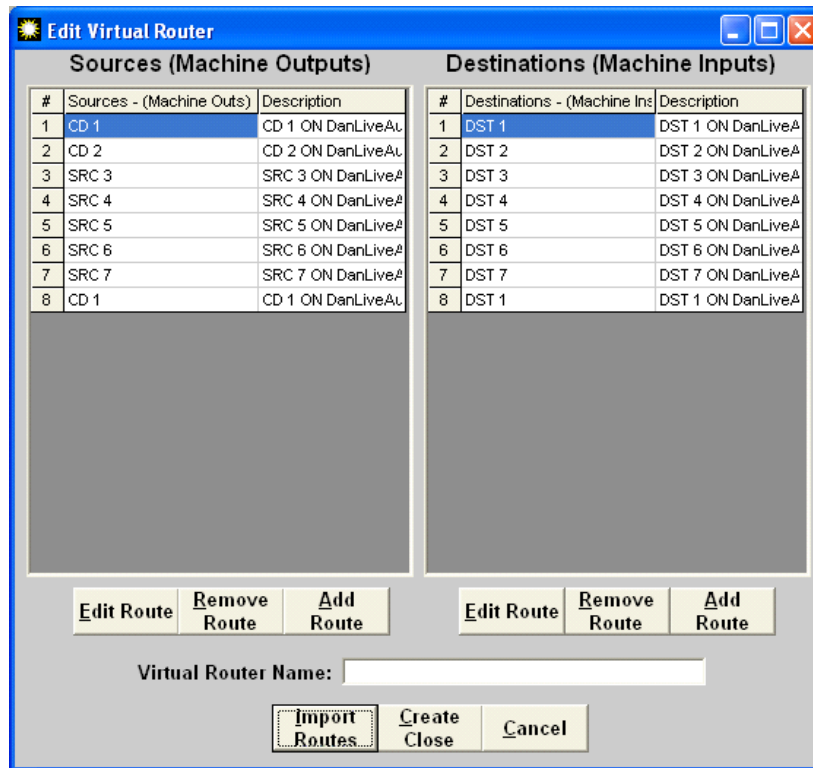 Edit Virtual Router
Sources (Machine Outputs) Destinations (Machine Inputs)
# Sources - (Machine Outs) Description # Destinations - (Machine Ins Description
1 CD 1 CD 1 ON DanLiveAu 1 DST 1 DST 1 ON DanLiveA
2 CD 2 CD 2 ON DanLiveAu 2 DST 2 DST 2 ON DanLiveA
3 SRC 3 SRC 3 ON DanLiveA 3 DST 3 DST 3 ON DanLiveA
4 SRC 4 SRC 4 ON DanLiveA 4 DST 4 DST 4 ON DanLiveA
5 SRC 5 SRC 5 ON DanLiveA 5 DST 5 DST 5 ON DanLiveA
6 SRC 6 SRC 6 ON DanLiveA 6 DST 6 DST 6 ON DanLiveA
7 SRC 7 SRC 7 ON DanLiveA 7 DST 7 DST 7 ON DanLiveA
8 CD 1 CD 1 ON DanLiveAu 8 DST 1 DST 1 ON DanLiveA
Edit Route Remove Route Add Route Edit Route Remove Route Add Route
Virtual Router Name:
Import Routes Create Close Cancel